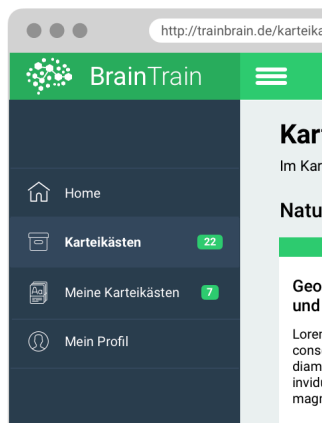 http://trainbrain.de/karteika
BrainTrain
Kar
Im Kar
Home
Natu
Karteikästen 22
Meine Karteikästen 7
Geo
und
Mein Profil
Lorem
cons
diam
invidu
magn